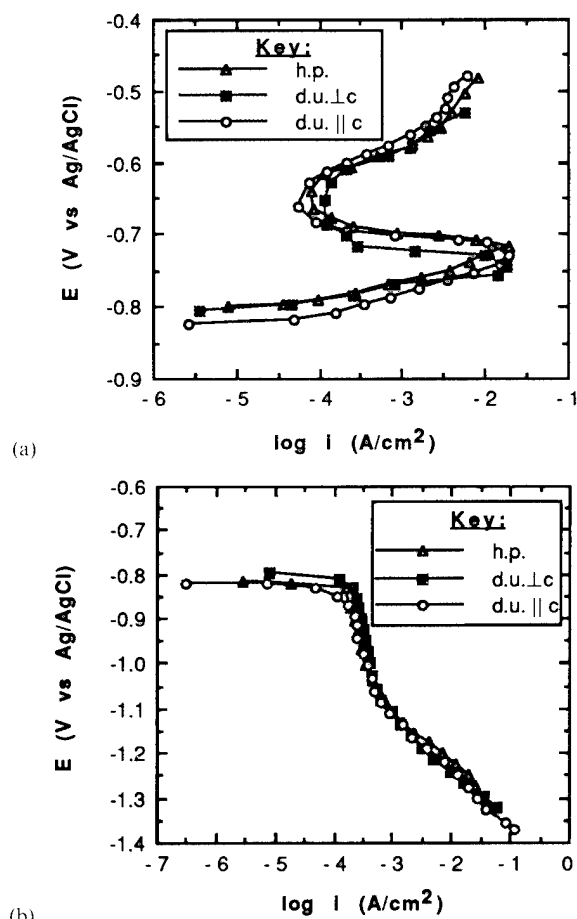 -0.4
Key:
h.p.
d.u.⊥c
d.u. || c
-0.5
-0.6
-0.7
-0.8
-0.9
E (V vs Ag/AgCl)
-6 -5 -4 -3 -2 -1
log i (A/cm²)
(a)
-0.6
Key:
h.p.
d.u.⊥c
d.u. || c
-0.7
-0.8
-0.9
-1.0
-1.1
-1.2
-1.3
-1.4
E (V vs Ag/AgCl)
-7 -6 -5 -4 -3 -2 -1 0
log i (A/cm²)
(b)